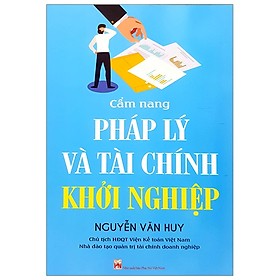 Cẩm nang
PHÁP LÝ
VÀ TÀI CHÍNH
KHỞI NGHIỆP
NGUYỄN VĂN HUY
Chủ tịch HĐQT Viện Kế toán Việt Nam
Nhà đào tạo quản trị tài chính doanh nghiệp